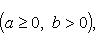 (a ≥ 0, b > 0),